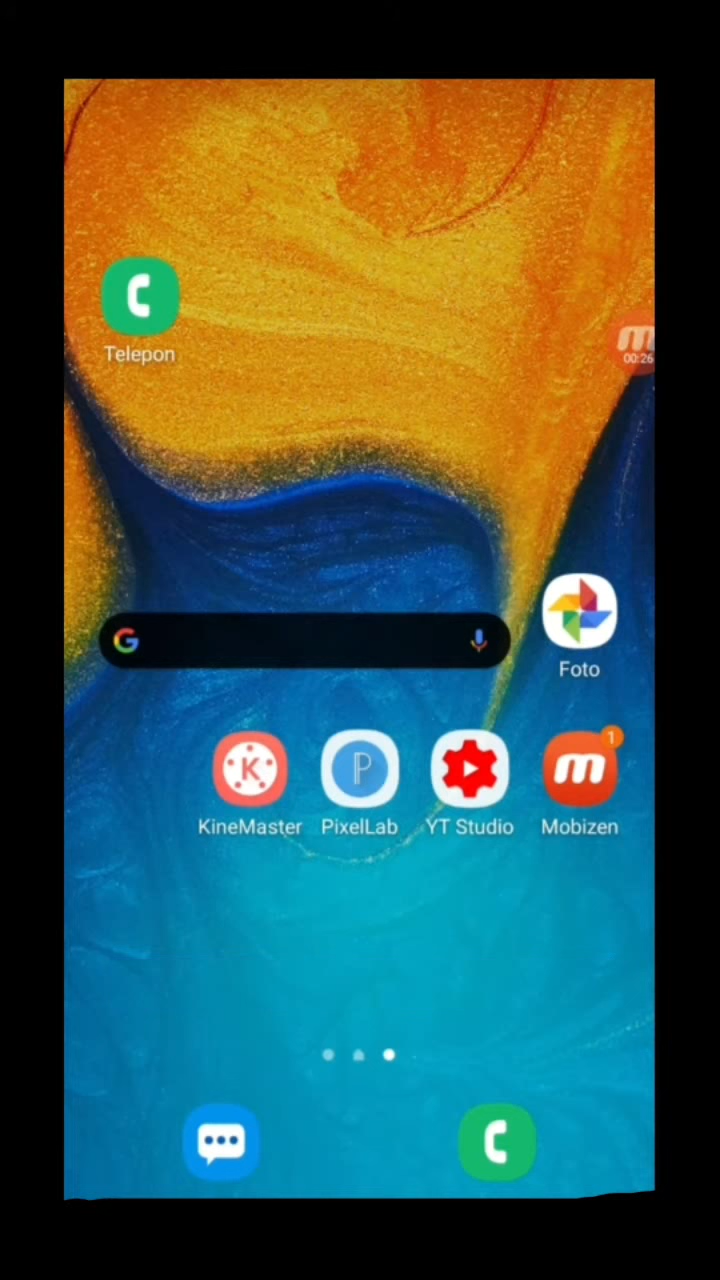 Telepon
00:26
Foto
1
KineMaster
PixelLab
YT Studio
Mobizen